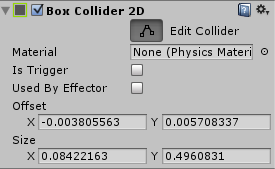 Box Collider 2D
Edit Collider
Material None (Physics Materi
Is Trigger
Used By Effector
Offset
X -0.003805563 Y 0.005708337
Size
X 0.08422163 Y 0.4960831